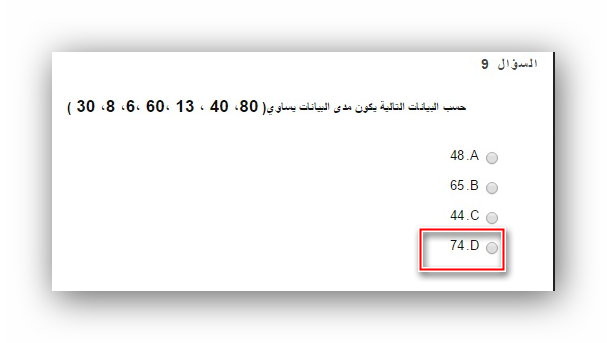 السؤال 9
حسب البيانات التالية يكون مدى البيانات يساوي( 80، 40 ، 13 ،60 ،6، 8، 30 )
48.A
65.B
44.C
74.D